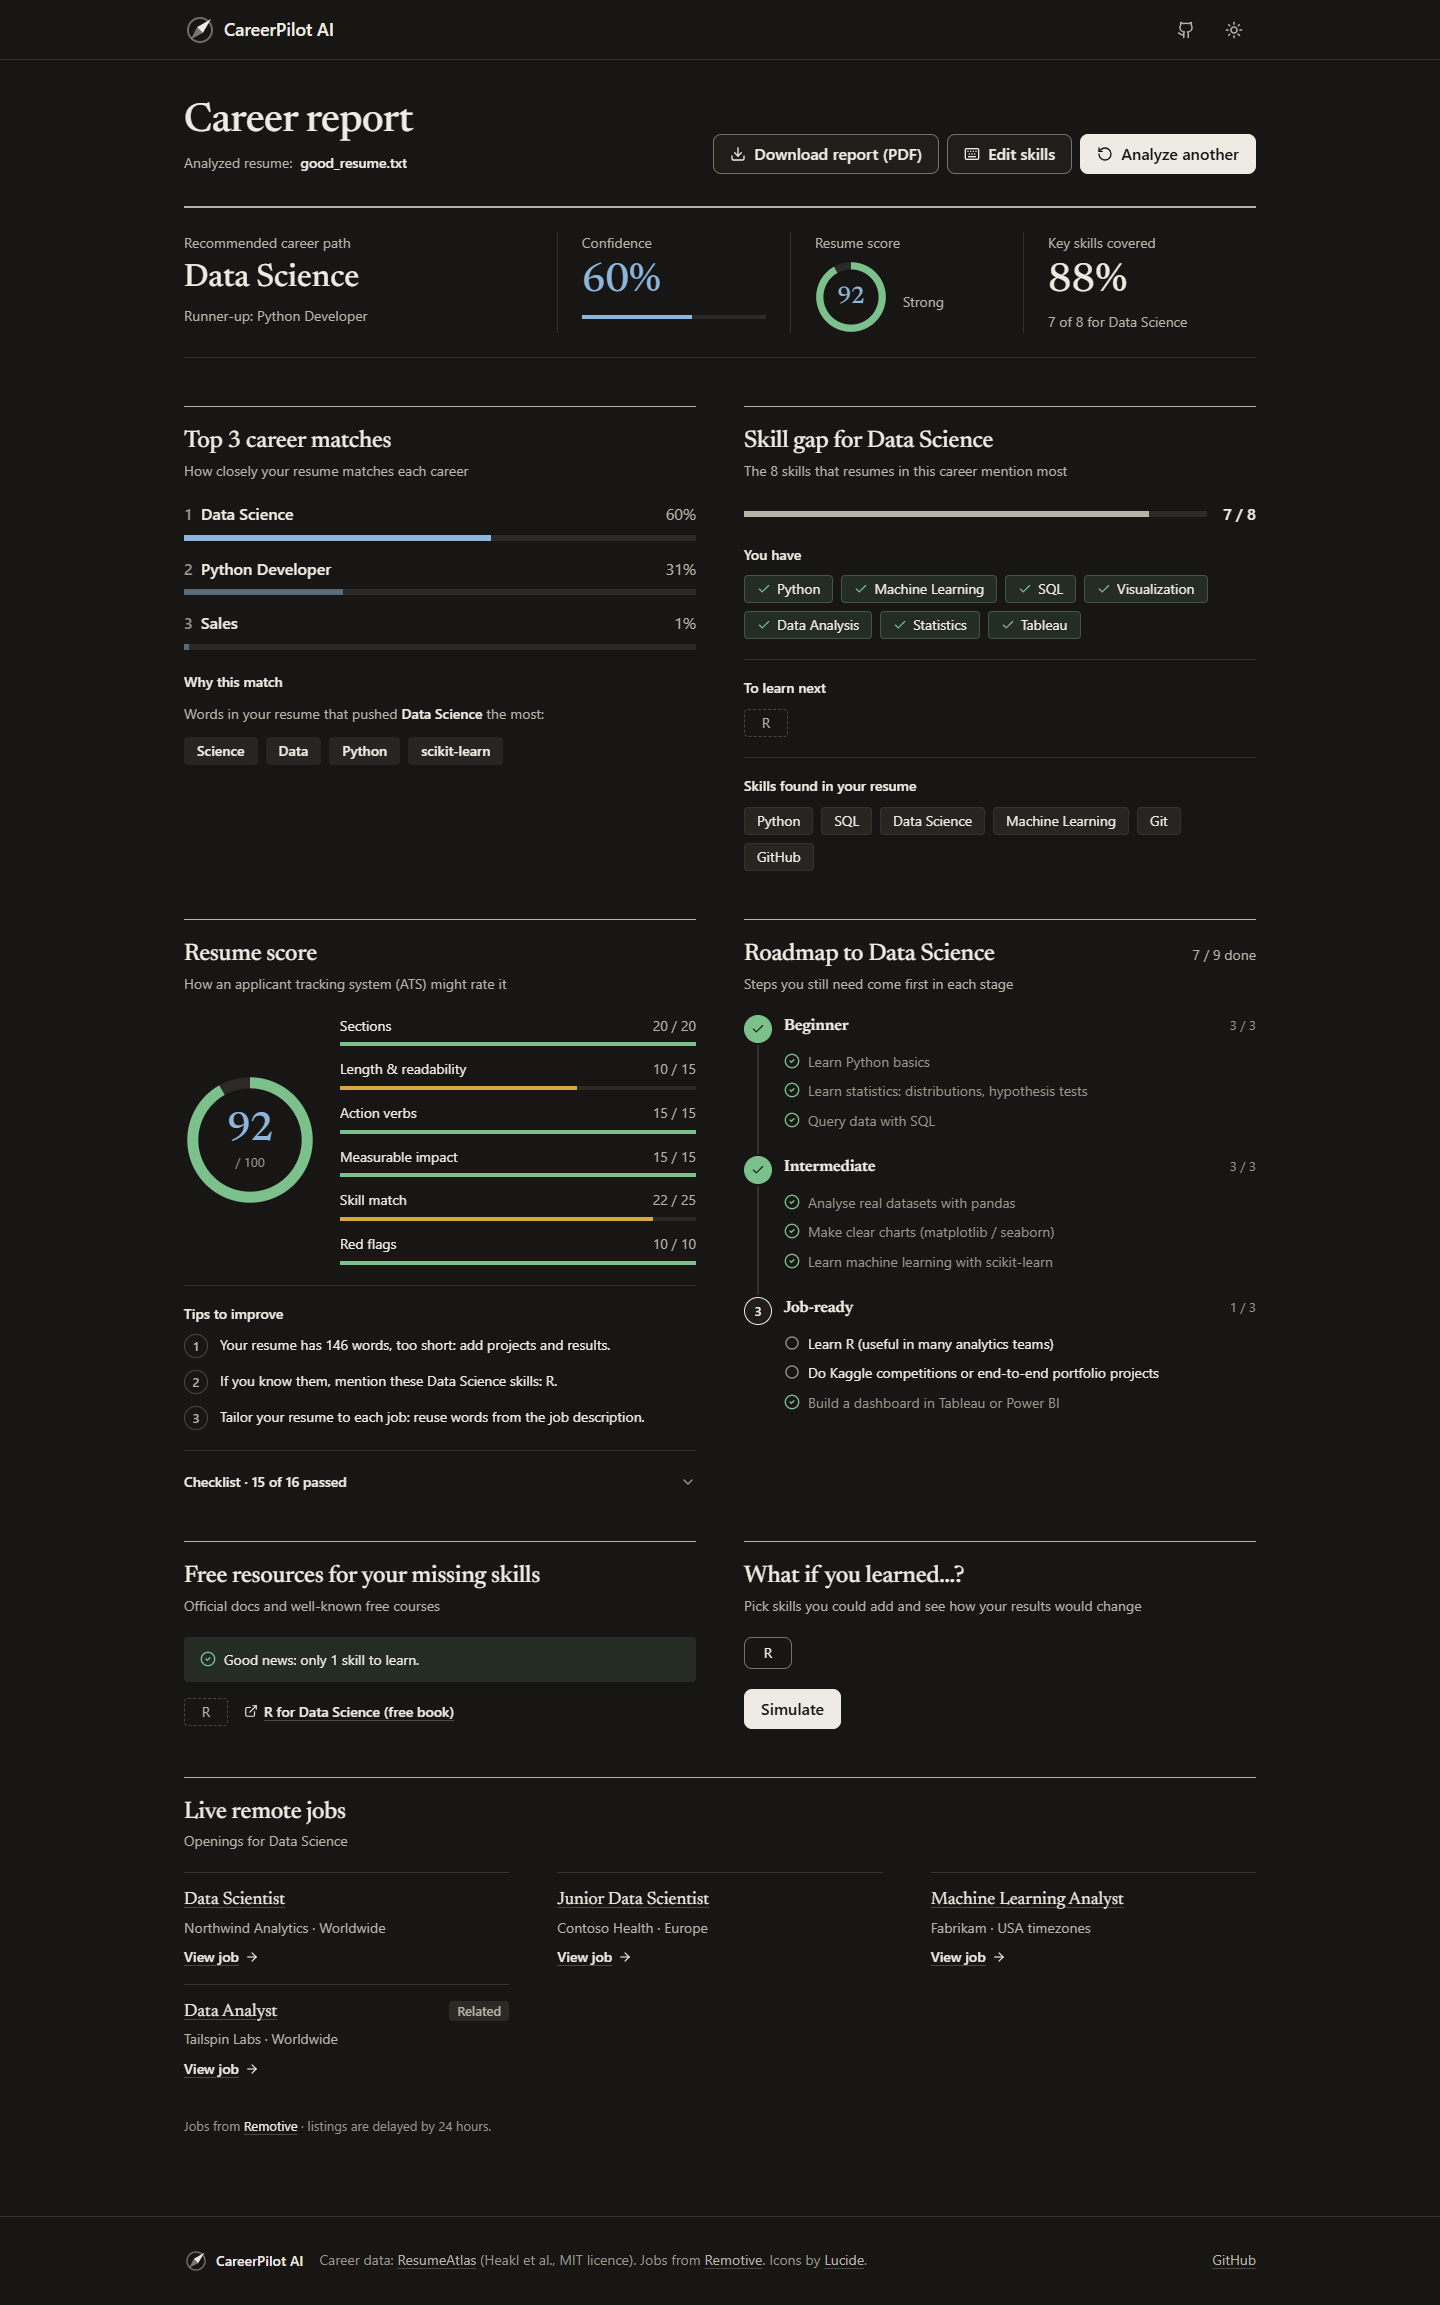 CareerPilot AI
Career report
Analyzed resume: good_resume.txt
Download report (PDF)
Edit skills
Analyze another
Recommended career path
Data Science
Runner-up: Python Developer
Confidence
60%
Resume score
92
Strong
Key skills covered
88%
7 of 8 for Data Science
Top 3 career matches
How closely your resume matches each career
1 Data Science 60%
2 Python Developer 31%
3 Sales 1%
Why this match
Words in your resume that pushed Data Science the most:
Science Data Python scikit-learn
Skill gap for Data Science
The 8 skills that resumes in this career mention most
7 / 8
You have
Python Machine Learning SQL Visualization
Data Analysis Statistics Tableau
To learn next
R
Skills found in your resume
Python SQL Data Science Machine Learning Git
GitHub
Resume score
How an applicant tracking system (ATS) might rate it
92
/ 100
Sections 20 / 20
Length & readability 10 / 15
Action verbs 15 / 15
Measurable impact 15 / 15
Skill match 22 / 25
Red flags 10 / 10
Tips to improve
1 Your resume has 146 words, too short: add projects and results.
2 If you know them, mention these Data Science skills: R.
3 Tailor your resume to each job: reuse words from the job description.
Checklist · 15 of 16 passed
Roadmap to Data Science 7 / 9 done
Steps you still need come first in each stage
Beginner 3 / 3
Learn Python basics
Learn statistics: distributions, hypothesis tests
Query data with SQL
Intermediate 3 / 3
Analyse real datasets with pandas
Make clear charts (matplotlib / seaborn)
Learn machine learning with scikit-learn
3 Job-ready 1 / 3
Learn R (useful in many analytics teams)
Do Kaggle competitions or end-to-end portfolio projects
Build a dashboard in Tableau or Power BI
Free resources for your missing skills
Official docs and well-known free courses
Good news: only 1 skill to learn.
R R for Data Science (free book)
What if you learned...?
Pick skills you could add and see how your results would change
R
Simulate
Live remote jobs
Openings for Data Science
Data Scientist
Northwind Analytics · Worldwide
View job
Junior Data Scientist
Contoso Health · Europe
View job
Machine Learning Analyst
Fabrikam · USA timezones
View job
Data Analyst Related
Tailspin Labs · Worldwide
View job
Jobs from Remotive · listings are delayed by 24 hours.
CareerPilot AI Career data: ResumeAtlas (Heakl et al., MIT licence). Jobs from Remotive. Icons by Lucide. GitHub